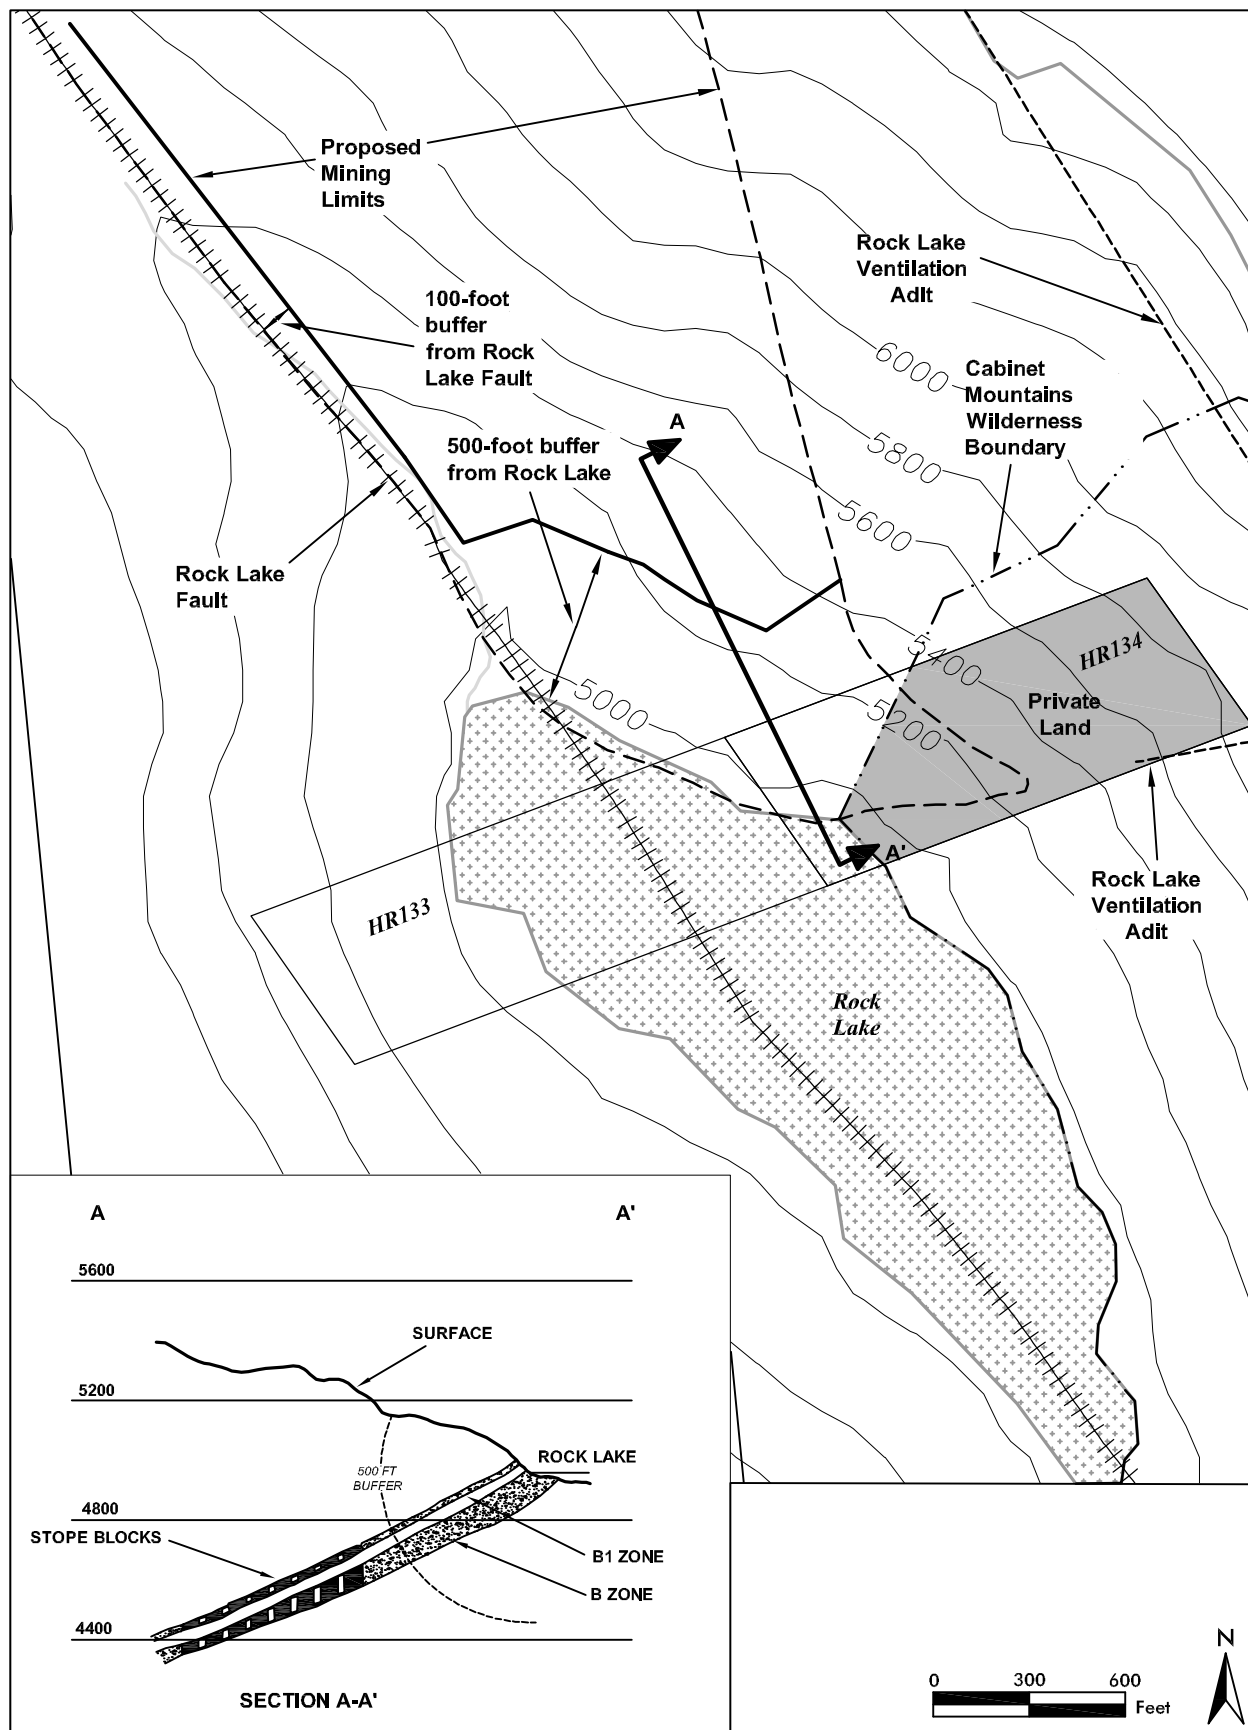 Proposed
Mining
Limits
Rock Lake
Ventilation
Adit
100-foot
buffer
from Rock
Lake Fault
6000
Cabinet
Mountains
Wilderness
Boundary
A
500-foot buffer
from Rock Lake
5800
5600
Rock Lake
Fault
5400
HR134
5000
5200
Private
Land
A'
Rock Lake
Ventilation
Adit
HR133
Rock
Lake
A
A'
5600
SURFACE
5200
ROCK LAKE
500 FT
BUFFER
4800
STOPE BLOCKS
B1 ZONE
B ZONE
4400
SECTION A-A'
N
0 300 600
Feet